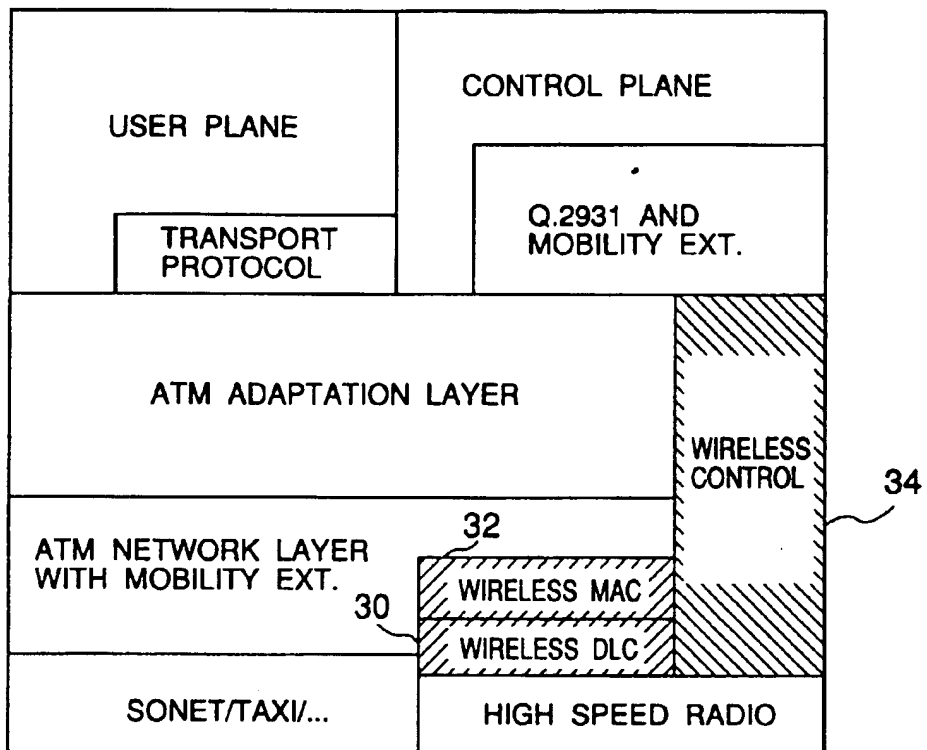 USER PLANE
CONTROL PLANE
TRANSPORT
PROTOCOL
Q.2931 AND
MOBILITY EXT.
ATM ADAPTATION LAYER
WIRELESS
CONTROL
34
ATM NETWORK LAYER
WITH MOBILITY EXT.
32
WIRELESS MAC
30
WIRELESS DLC
SONET/TAXI/...
HIGH SPEED RADIO